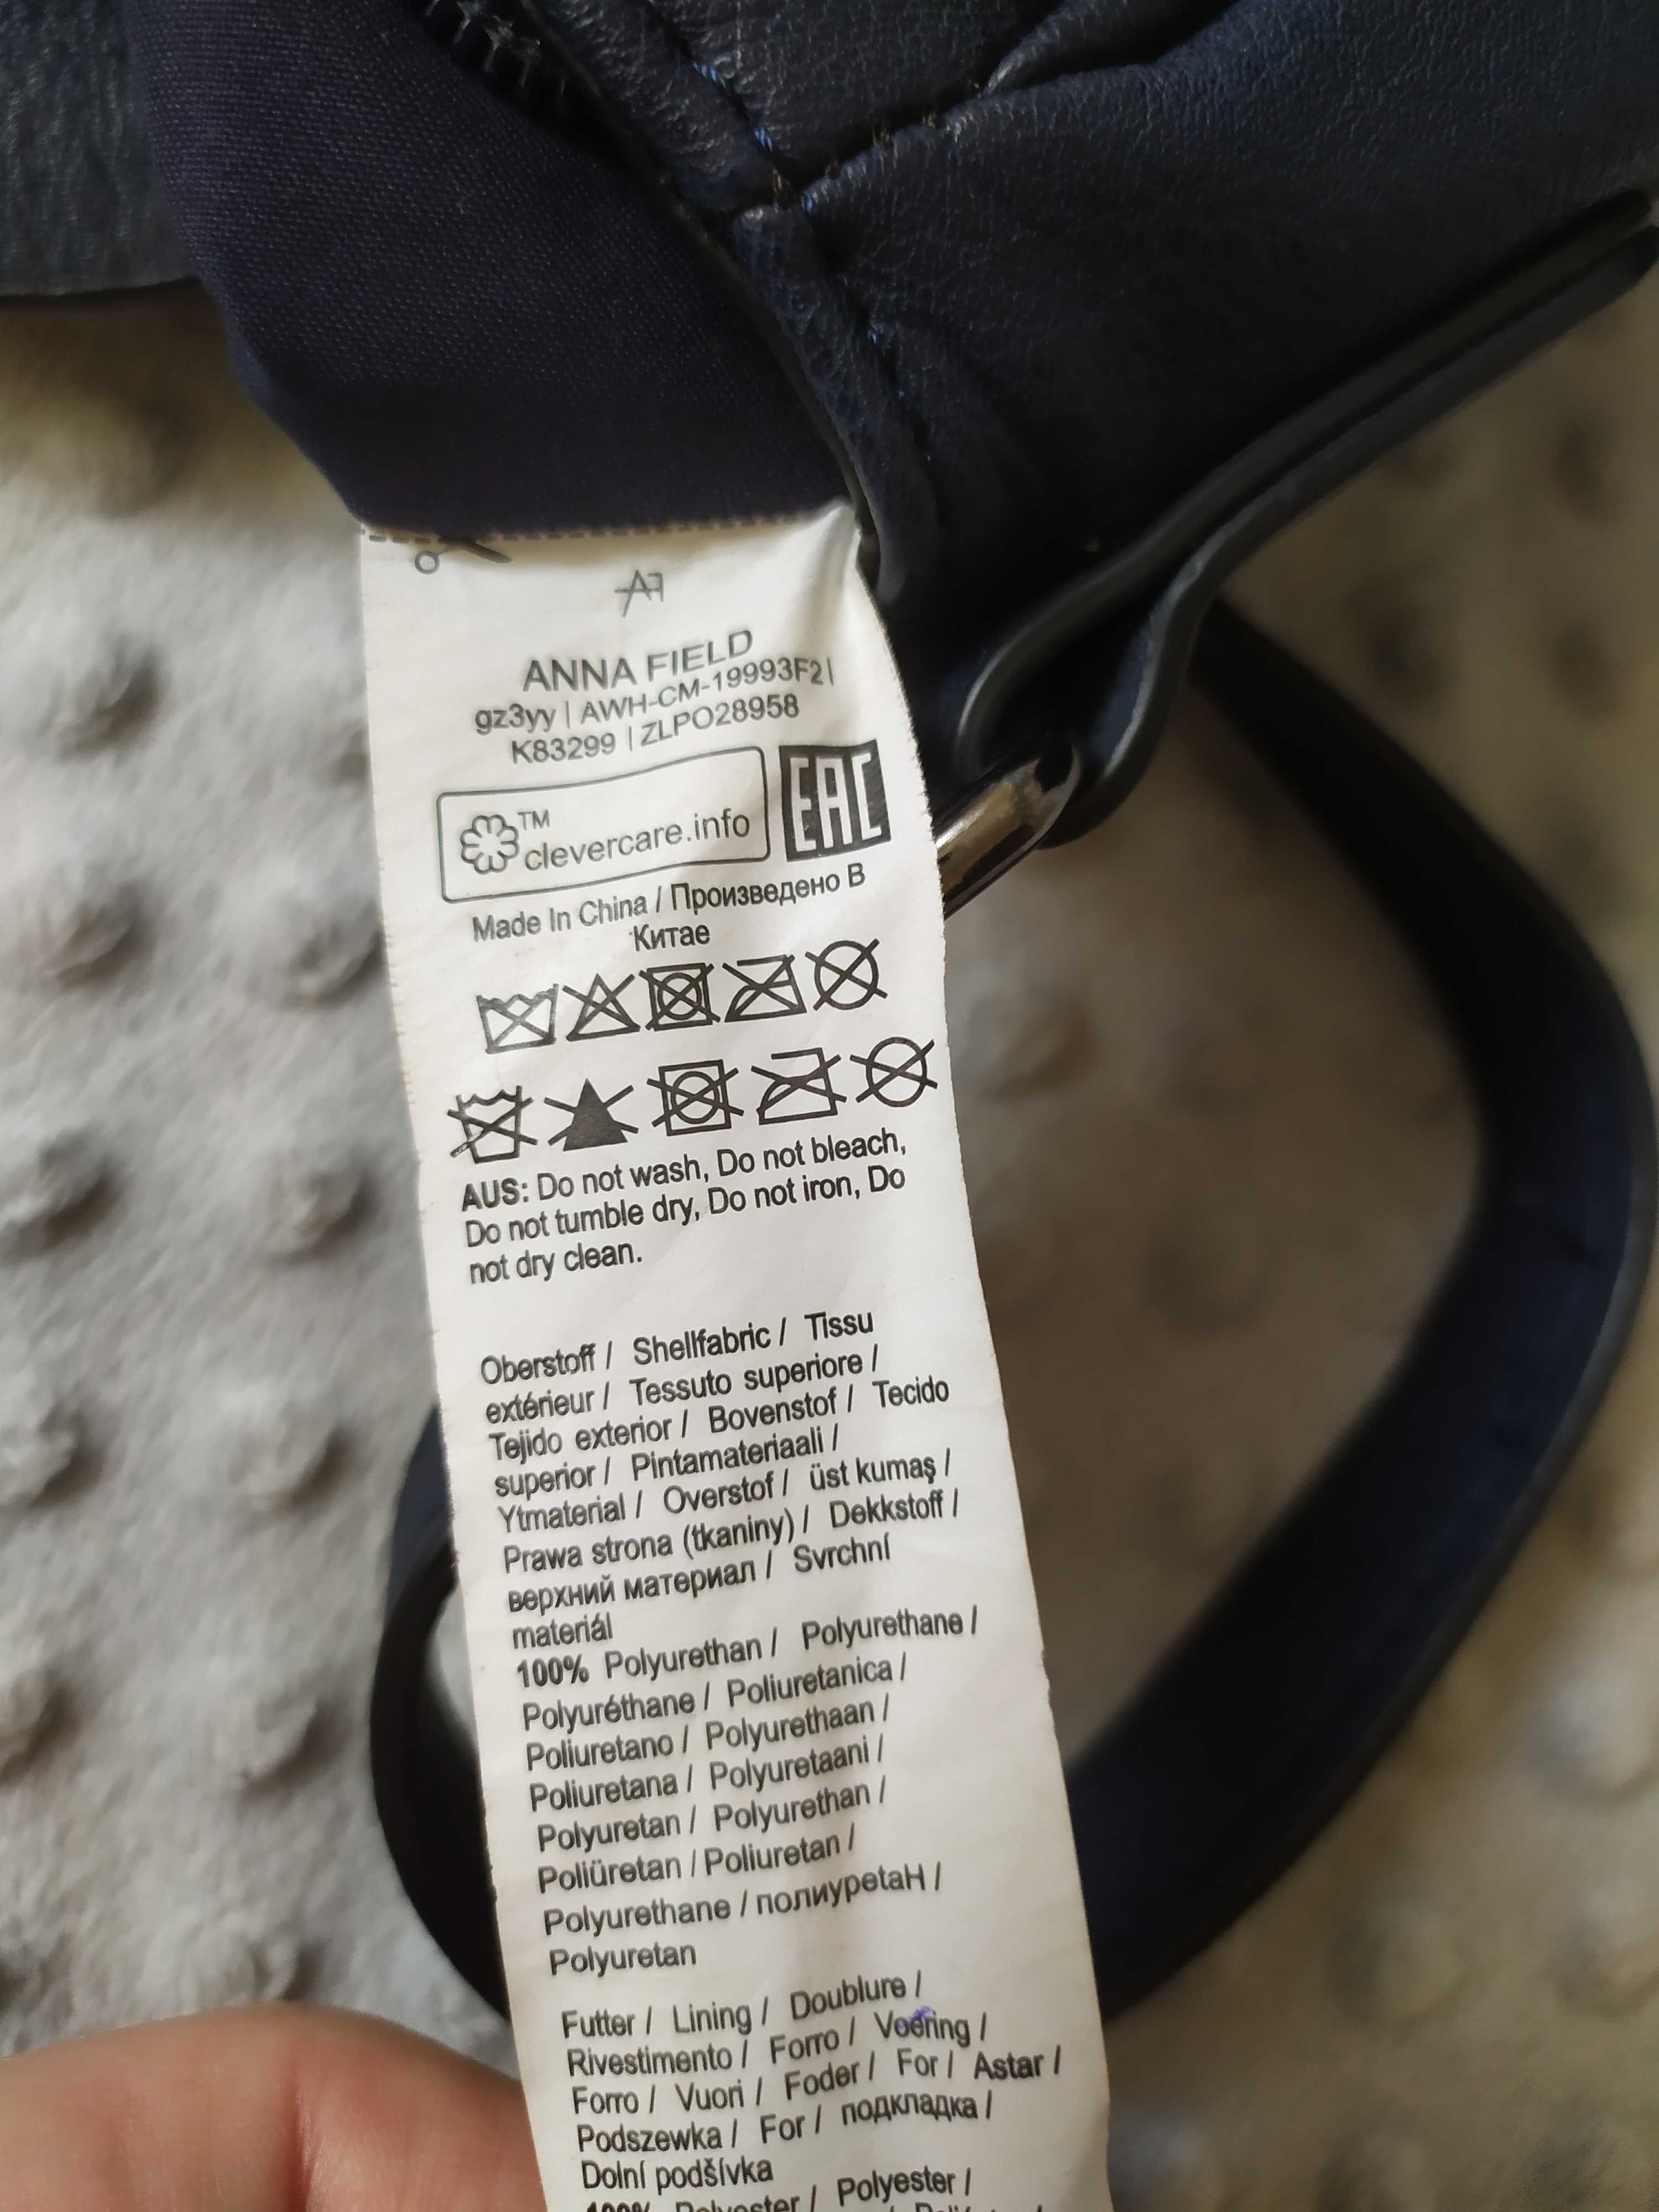 AF
ANNA FIELD
gz3yy | AWH-CM-19993F2 |
K83299 | ZLPO28958
TM
clevercare.info
EAC
Made In China / Произведено В
Китае
AUS: Do not wash, Do not bleach,
Do not tumble dry, Do not iron, Do
not dry clean.
Oberstoff / Shellfabric / Tissu
extérieur / Tessuto superiore /
Tejido exterior / Bovenstof / Tecido
superior / Pintamateriaali /
Ytmaterial / Overstof / üst kumaş /
Prawa strona (tkaniny) / Dekkstoff /
верхний материал / Svrchní
materiál
100% Polyurethan / Polyurethane /
Polyuréthane / Poliuretanica /
Poliuretano / Polyurethaan /
Poliuretana / Polyuretaani /
Polyuretan / Polyurethan /
Poliüretan / Poliuretan /
Polyurethane / полиуреtаН /
Polyuretan
Futter / Lining / Doublure /
Rivestimento / Forro / Voering /
Forro / Vuori / Foder / For / Astar /
Podszewka / For / подкладка /
Dolní podšívka
100% Polyester / Polyester /